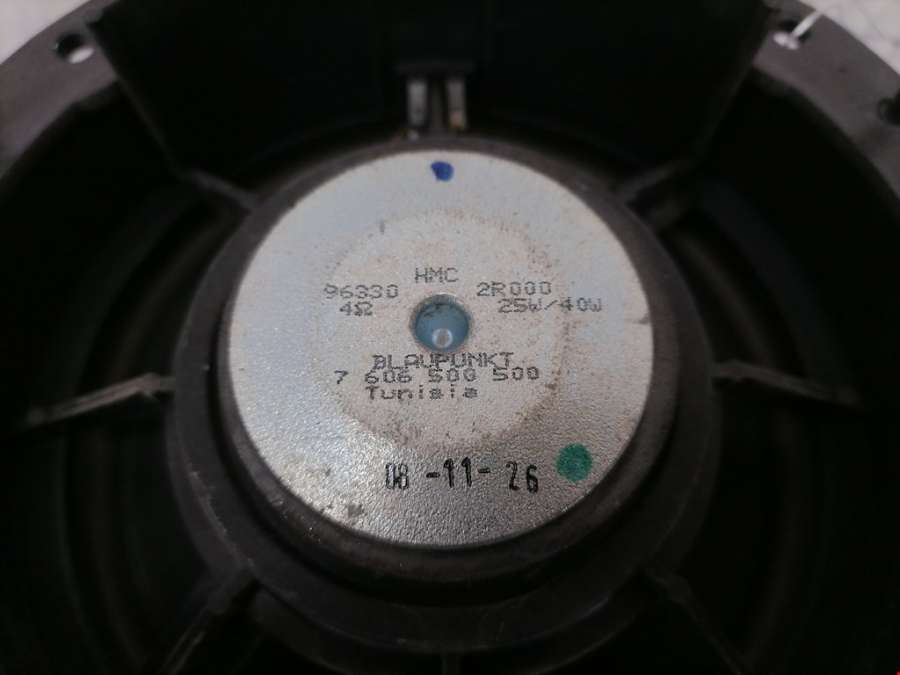 HMC
96330 2R000
4Ω 25W/40W
BLAUPUNKT
7 606 500 500
Tunisia
08-11-26